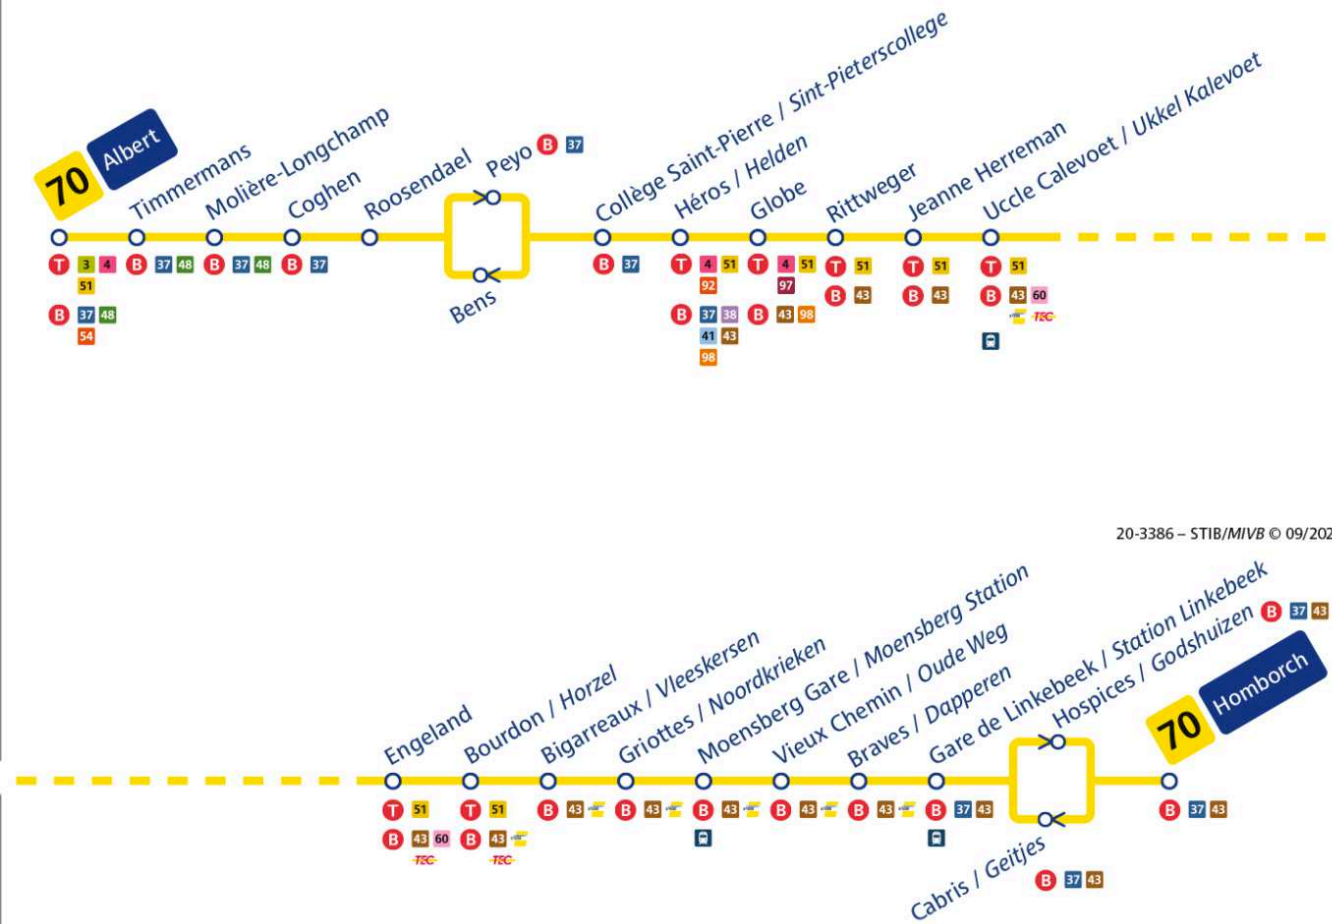 70 Albert
Timmermans
Molière-Longchamp
Coghen
Roosendael
Peyo B 37
Bens
Collège Saint-Pierre / Sint-Pieterscollege
Héros / Helden
Globe
Rittweger
Jeanne Herreman
Uccle Calevoet / Ukkel Kalevoet
T 3 4 B 37 48 B 37 48 B 37 B 37 T 4 51 T 4 51 T 51 T 51 T 51
51 92 97 B 43 B 43 B 43 60
B 37 48 B 37 38 B 43 98 TEC
54 41 43
98
20-3386 – STIB/MIVB © 09/202
Engeland
Bourdon / Horzel
Bigarreaux / Vleeskersen
Griottes / Noordkrieken
Moensberg Gare / Moensberg Station
Vieux Chemin / Oude Weg
Braves / Dapperen
Gare de Linkebeek / Station Linkebeek
Hospices / Godshuizen B 37 43
70 Homborch
T 51 T 51 B 43 B 43 B 43 B 43 B 43 B 37 43 B 37 43
B 43 60 B 43
TEC TEC
Cabris / Geitjes
B 37 43